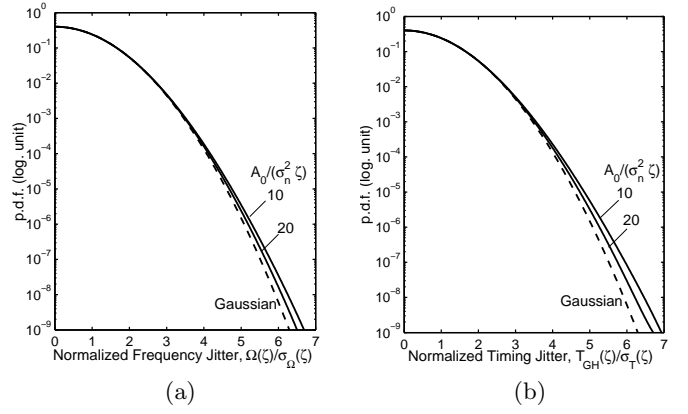 10^0
10^-1
10^-2
10^-3
10^-4
10^-5
10^-6
10^-7
10^-8
10^-9
p.d.f. (log. unit)
A_0/(σ_n^2 ζ)
10
20
Gaussian
0 1 2 3 4 5 6 7
Normalized Frequency Jitter, Ω(ζ)/σ_Ω(ζ)
(a)
10^0
10^-1
10^-2
10^-3
10^-4
10^-5
10^-6
10^-7
10^-8
10^-9
p.d.f. (log. unit)
A_0/(σ_n^2 ζ)
10
20
Gaussian
0 1 2 3 4 5 6 7
Normalized Timing Jitter, T_GH(ζ)/σ_T(ζ)
(b)